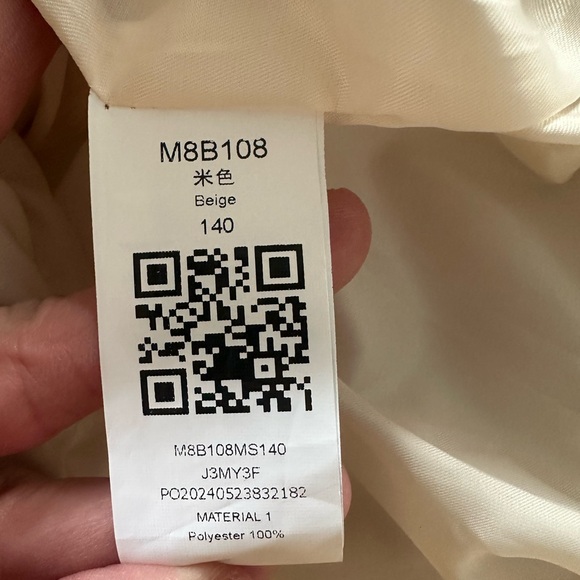 M8B108
米色
Beige
140
M8B108MS140
J3MY3F
PO20240523832182
MATERIAL 1
Polyester 100%